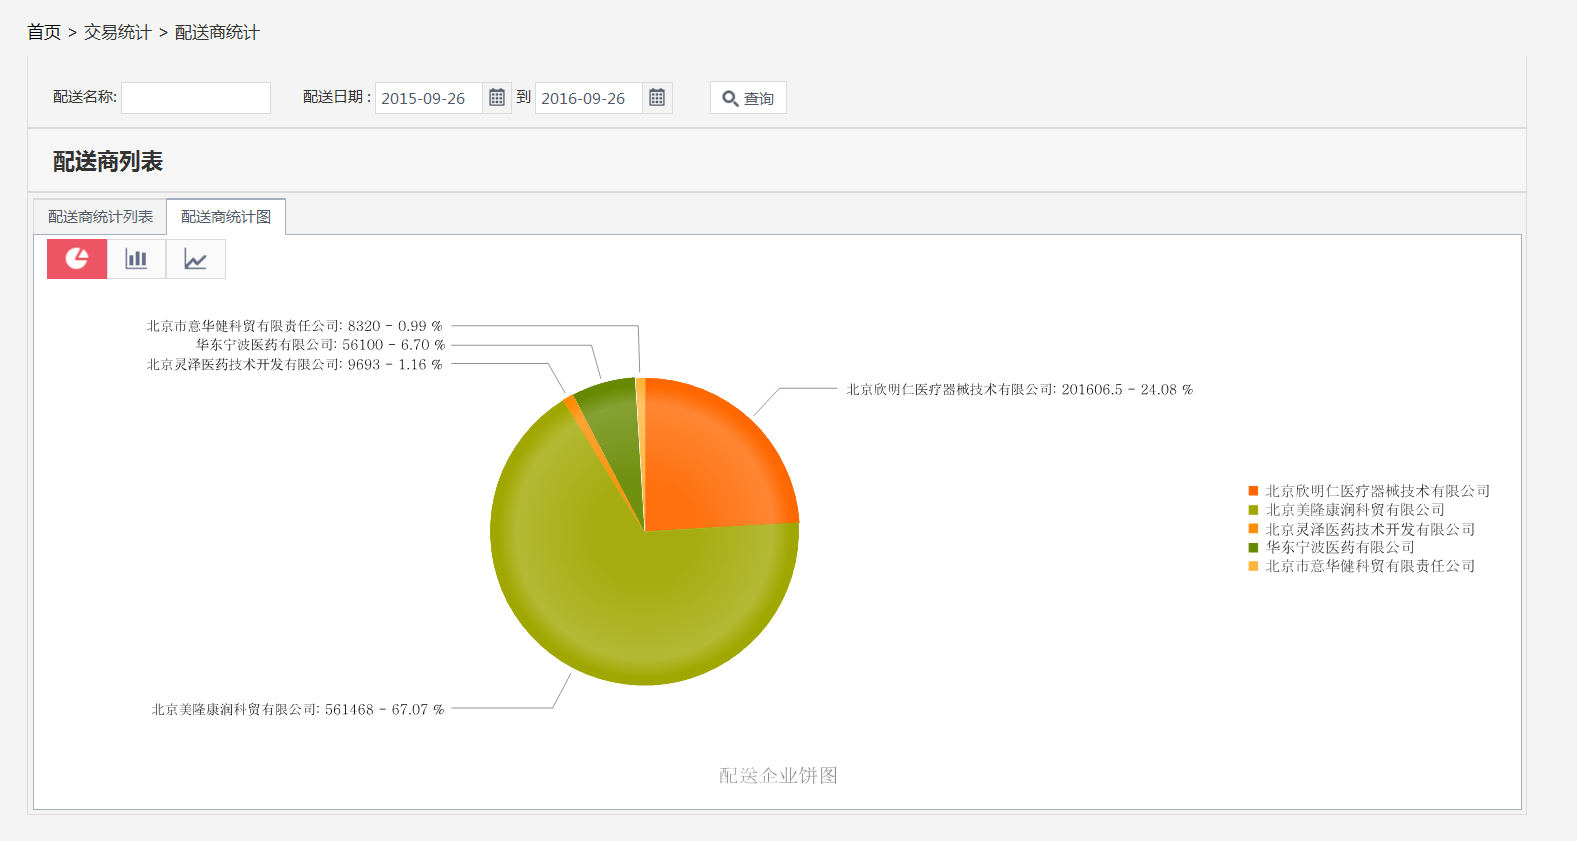 首页 > 交易统计 > 配送商统计
配送名称: 配送日期 : 2015-09-26 到 2016-09-26 查询
配送商列表
配送商统计列表 配送商统计图
北京市意华健科贸有限责任公司: 8320 - 0.99 %
华东宁波医药有限公司: 56100 - 6.70 %
北京灵泽医药技术开发有限公司: 9693 - 1.16 %
北京欣明仁医疗器械技术有限公司: 201606.5 - 24.08 %
北京欣明仁医疗器械技术有限公司
北京美隆康润科贸有限公司
北京灵泽医药技术开发有限公司
华东宁波医药有限公司
北京市意华健科贸有限责任公司
北京美隆康润科贸有限公司: 561468 - 67.07 %
配送企业饼图